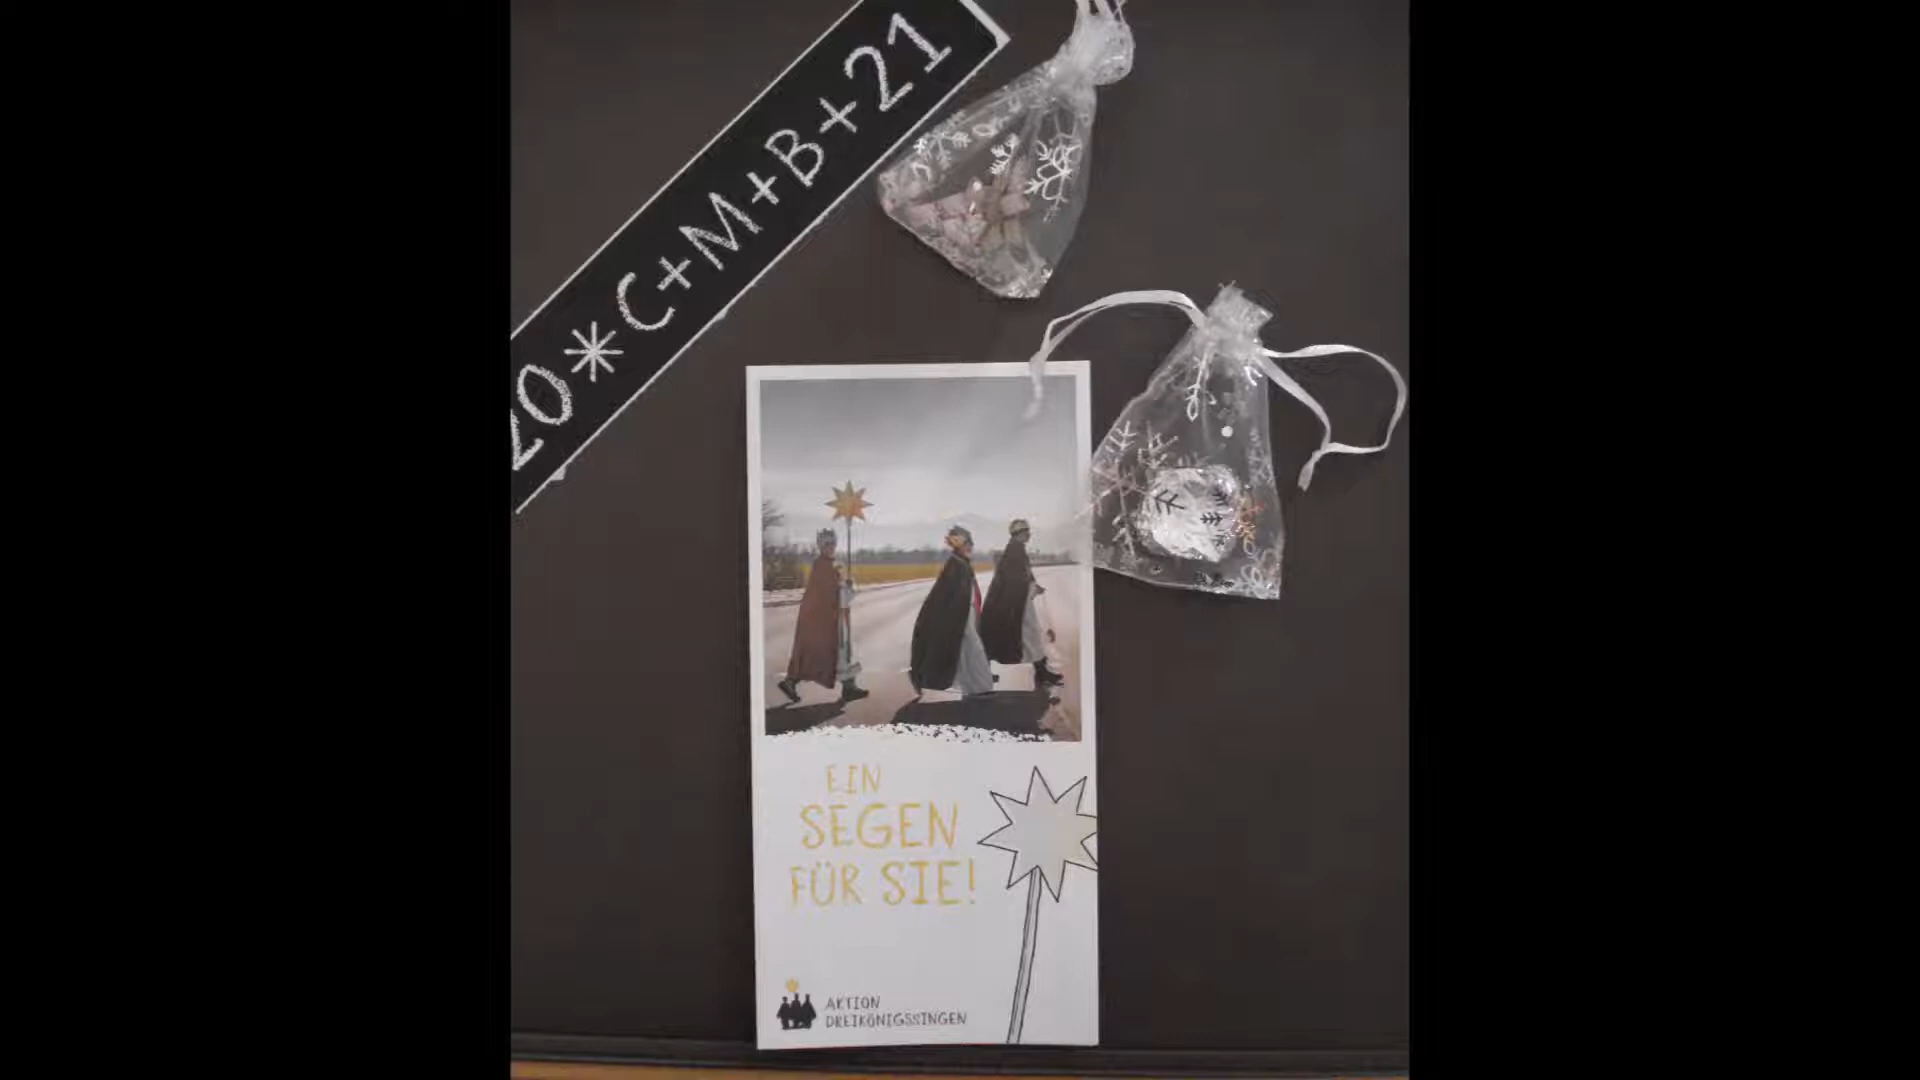 20*C+M+B+21
EIN
SEGEN
FÜR SIE!
AKTION
DREIKÖNIGSSINGEN